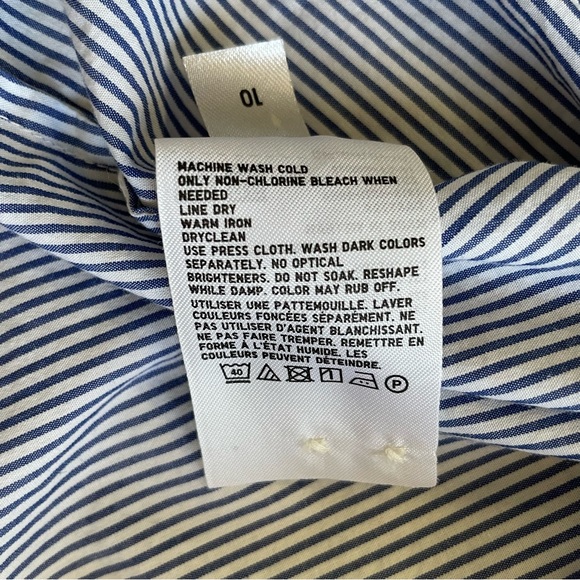 10
MACHINE WASH COLD
ONLY NON-CHLORINE BLEACH WHEN
NEEDED
LINE DRY
WARM IRON
DRYCLEAN
USE PRESS CLOTH. WASH DARK COLORS
SEPARATELY. NO OPTICAL
BRIGHTENERS. DO NOT SOAK. RESHAPE
WHILE DAMP. COLOR MAY RUB OFF.
UTILISER UNE PATTEMOUILLE. LAVER
COULEURS FONCÉES SÉPARÉMENT. NE
PAS UTILISER D'AGENT BLANCHISSANT.
NE PAS FAIRE TREMPER. REMETTRE EN
FORME À L'ÉTAT HUMIDE. LES
COULEURS PEUVENT DÉTEINDRE.
40 P